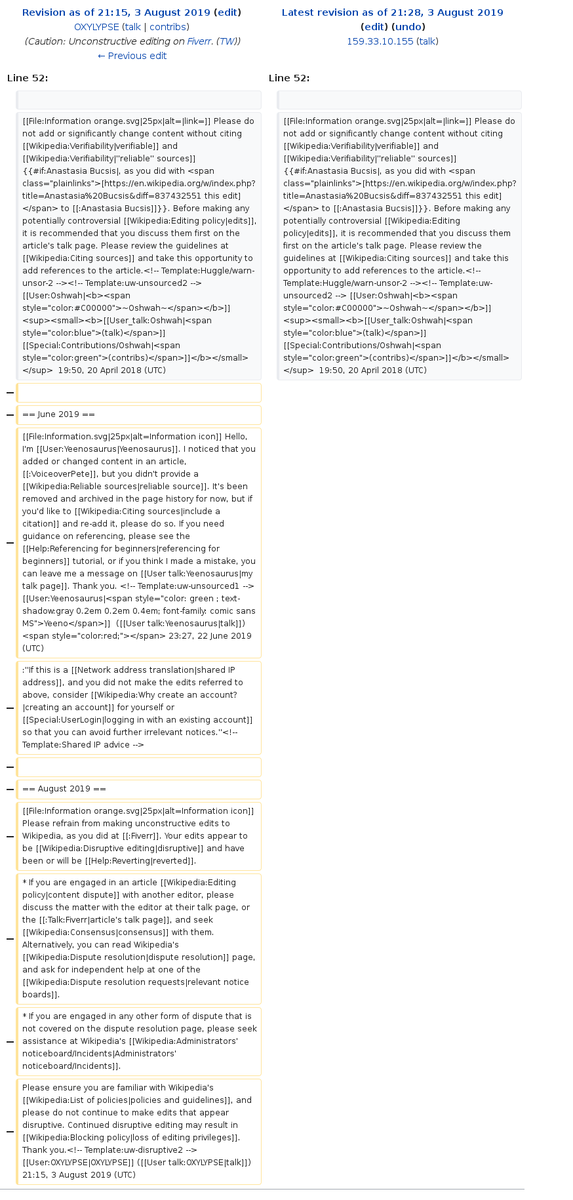 Revision as of 21:15, 3 August 2019 (edit)
OXYLYPSE (talk | contribs)
(Caution: Unconstructive editing on Fiverr. (TW))
← Previous edit
Latest revision as of 21:28, 3 August 2019
(edit) (undo)
159.33.10.155 (talk)
Line 52:
Line 52:
[[File:Information orange.svg|25px|alt=|link=]] Please do
not add or significantly change content without citing
[[Wikipedia:Verifiability|verifiable]] and
[[Wikipedia:Verifiability|''reliable'' sources]]
{{#if:Anastasia Bucsis|, as you did with <span
class="plainlinks">[https://en.wikipedia.org/w/index.php?
title=Anastasia%20Bucsis&diff=837432551 this edit]
</span> to [[:Anastasia Bucsis]]}}. Before making any
potentially controversial [[Wikipedia:Editing policy|edits]],
it is recommended that you discuss them first on the
article's talk page. Please review the guidelines at
[[Wikipedia:Citing sources]] and take this opportunity to
add references to the article.<!-- Template:Huggle/warn-
unsor-2 --><!-- Template:uw-unsourced2 -->
[[User:Oshwah|<b><span
style="color:#C00000">~Oshwah~</span></b>]]
<sup><small><b>[[User_talk:Oshwah|<span
style="color:blue">(talk)</span>]]
[[Special:Contributions/Oshwah|<span
style="color:green">(contribs)</span>]]</b></small>
</sup>  19:50, 20 April 2018 (UTC)
[[File:Information orange.svg|25px|alt=|link=]] Please do
not add or significantly change content without citing
[[Wikipedia:Verifiability|verifiable]] and
[[Wikipedia:Verifiability|''reliable'' sources]]
{{#if:Anastasia Bucsis|, as you did with <span
class="plainlinks">[https://en.wikipedia.org/w/index.php?
title=Anastasia%20Bucsis&diff=837432551 this edit]
</span> to [[:Anastasia Bucsis]]}}. Before making any
potentially controversial [[Wikipedia:Editing
policy|edits]], it is recommended that you discuss them
first on the article's talk page. Please review the
guidelines at [[Wikipedia:Citing sources]] and take this
opportunity to add references to the article.<!--
Template:Huggle/warn-unsor-2 --><!-- Template:uw-
unsourced2 --> [[User:Oshwah|<b><span
style="color:#C00000">~Oshwah~</span></b>]]
<sup><small><b>[[User_talk:Oshwah|<span
style="color:blue">(talk)</span>]]
[[Special:Contributions/Oshwah|<span
style="color:green">(contribs)</span>]]</b></small>
</sup>  19:50, 20 April 2018 (UTC)
−
− == June 2019 ==
[[File:Information.svg|25px|alt=Information icon]] Hello,
I'm [[User:Yeenosaurus|Yeenosaurus]]. I noticed that you
added or changed content in an article,
[[:VoiceoverPete]], but you didn't provide a
[[Wikipedia:Reliable sources|reliable source]]. It's been
removed and archived in the page history for now, but if
you'd like to [[Wikipedia:Citing sources|include a
citation]] and re-add it, please do so. If you need
− guidance on referencing, please see the
[[Help:Referencing for beginners|referencing for
beginners]] tutorial, or if you think I made a mistake, you
can leave me a message on [[User talk:Yeenosaurus|my
talk page]]. Thank you. <!-- Template:uw-unsourced1 -->
[[User:Yeenosaurus|<span style="color: green ; text-
shadow:gray 0.2em 0.2em 0.4em; font-family: comic sans
MS">Yeeno</span>]]  ([[User talk:Yeenosaurus|talk]])
<span style="color:red;"></span> 23:27, 22 June 2019
(UTC)
:''If this is a [[Network address translation|shared IP
address]], and you did not make the edits referred to
above, consider [[Wikipedia:Why create an account?
− |creating an account]] for yourself or
[[Special:UserLogin|logging in with an existing account]]
so that you can avoid further irrelevant notices.''<!--
Template:Shared IP advice -->
−
− == August 2019 ==
[[File:Information orange.svg|25px|alt=Information icon]]
Please refrain from making unconstructive edits to
− Wikipedia, as you did at [[:Fiverr]]. Your edits appear to
be [[Wikipedia:Disruptive editing|disruptive]] and have
been or will be [[Help:Reverting|reverted]].
* If you are engaged in an article [[Wikipedia:Editing
policy|content dispute]] with another editor, please
discuss the matter with the editor at their talk page, or
the [[:Talk:Fiverr|article's talk page]], and seek
− [[Wikipedia:Consensus|consensus]] with them.
Alternatively, you can read Wikipedia's
[[Wikipedia:Dispute resolution|dispute resolution]] page,
and ask for independent help at one of the
[[Wikipedia:Dispute resolution requests|relevant notice
boards]].
* If you are engaged in any other form of dispute that is
not covered on the dispute resolution page, please seek
− assistance at Wikipedia's [[Wikipedia:Administrators'
noticeboard/Incidents|Administrators'
noticeboard/Incidents]].
Please ensure you are familiar with Wikipedia's
[[Wikipedia:List of policies|policies and guidelines]], and
please do not continue to make edits that appear
disruptive. Continued disruptive editing may result in
− [[Wikipedia:Blocking policy|loss of editing privileges]].
Thank you.<!-- Template:uw-disruptive2 -->
[[User:OXYLYPSE|OXYLYPSE]] ([[User talk:OXYLYPSE|talk]])
21:15, 3 August 2019 (UTC)